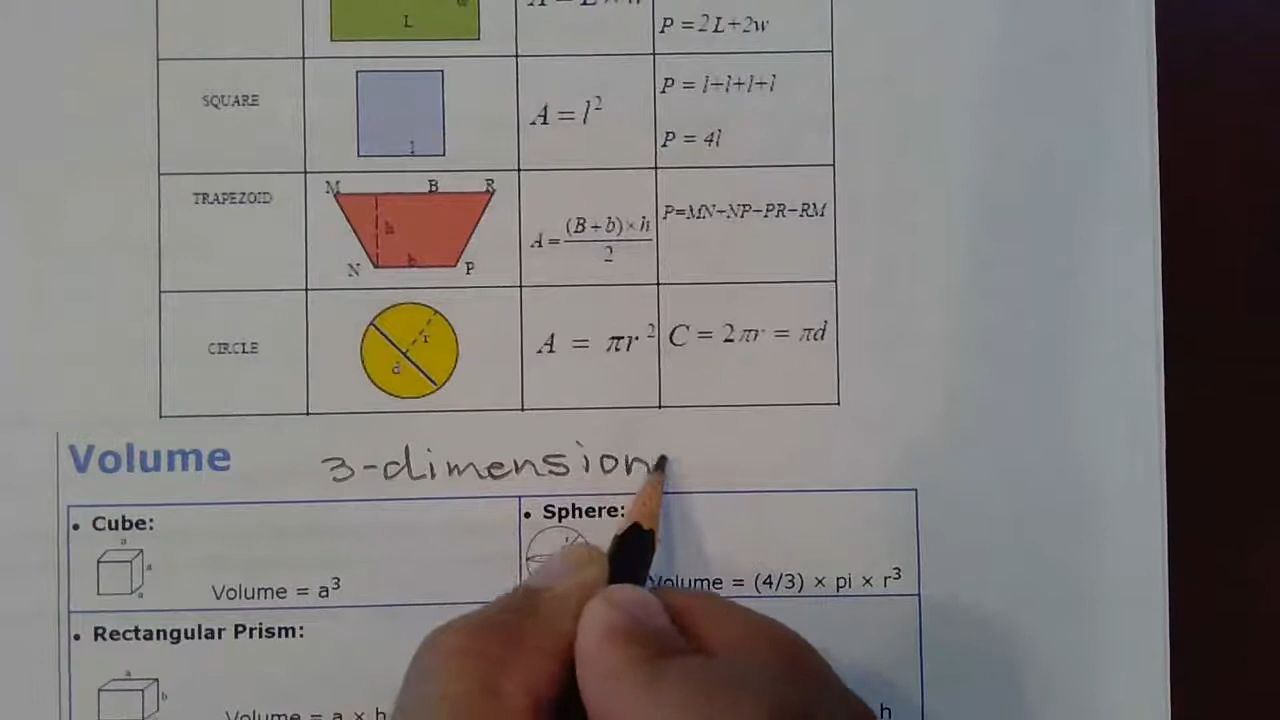 L
P = 2L+2w
SQUARE
l
A = l²
P = l+l+l+l
P = 4l
TRAPEZOID
M B R
h
N b P
A = (B+b)×h / 2
P=MN+NP+PR+RM
CIRCLE
r
d
A = πr²
C = 2πr = πd
Volume 3-dimension
• Cube:
a
a
a
Volume = a³
• Sphere:
r
Volume = (4/3) × pi × r³
• Rectangular Prism:
a
b
Volume = a × b
h